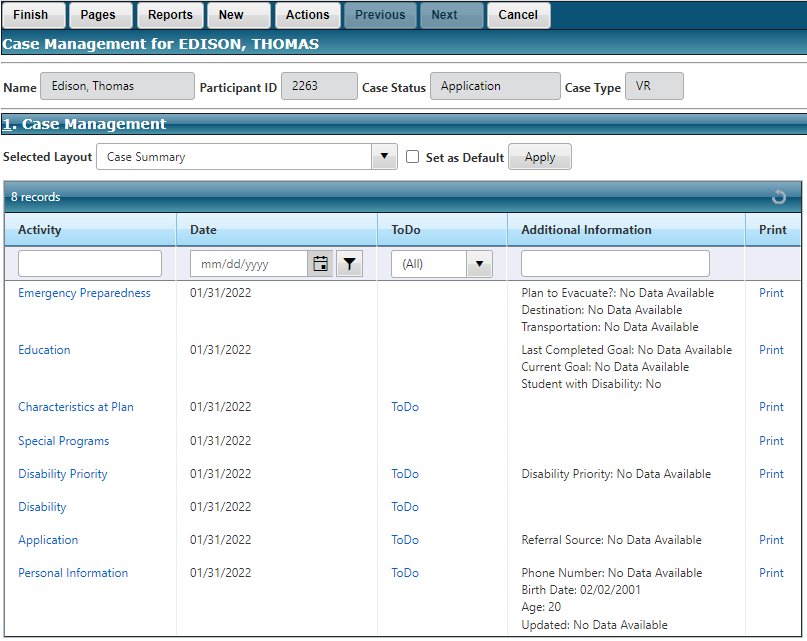 Finish Pages Reports New Actions Previous Next Cancel
Case Management for EDISON, THOMAS
Name Edison, Thomas Participant ID 2263 Case Status Application Case Type VR
1. Case Management
Selected Layout Case Summary Set as Default Apply
8 records
Activity Date ToDo Additional Information Print
mm/dd/yyyy (All)
Emergency Preparedness 01/31/2022 Plan to Evacuate?: No Data Available Print
Destination: No Data Available
Transportation: No Data Available
Education 01/31/2022 Last Completed Goal: No Data Available Print
Current Goal: No Data Available
Student with Disability: No
Characteristics at Plan 01/31/2022 ToDo Print
Special Programs 01/31/2022 Print
Disability Priority 01/31/2022 ToDo Disability Priority: No Data Available Print
Disability 01/31/2022 ToDo
Application 01/31/2022 ToDo Referral Source: No Data Available Print
Personal Information 01/31/2022 ToDo Phone Number: No Data Available Print
Birth Date: 02/02/2001
Age: 20
Updated: No Data Available